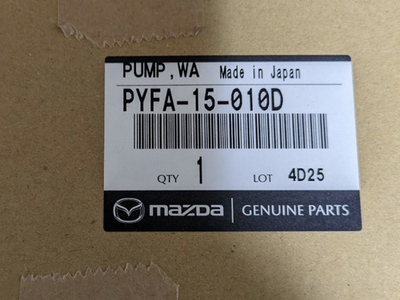 PUMP,WA Made in Japan
PYFA-15-010D
QTY 1 LOT 4D25
mazda GENUINE PARTS